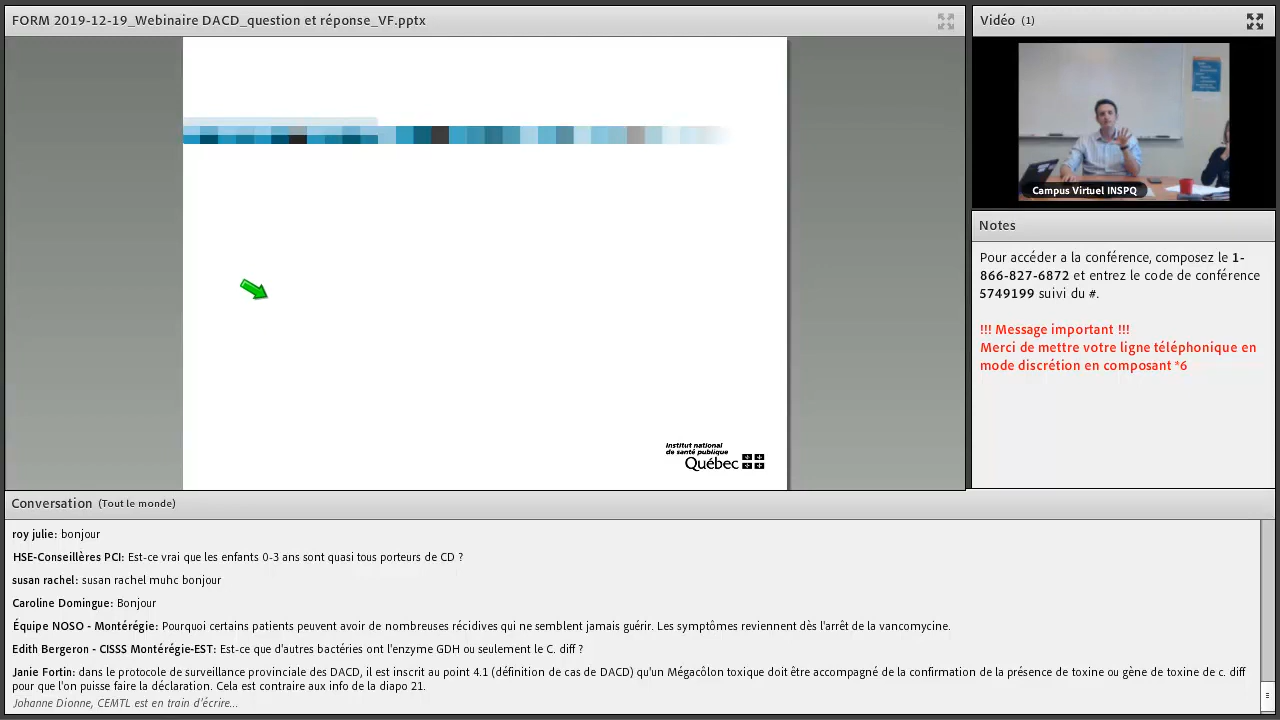 FORM 2019-12-19_Webinaire DACD_question et réponse_VF.pptx
Vidéo (1)
Campus Virtuel INSPQ
Notes
Pour accéder a la conférence, composez le 1-
866-827-6872 et entrez le code de conférence
5749199 suivi du #.
!!! Message important !!!
Merci de mettre votre ligne téléphonique en
mode discrétion en composant *6
Institut national
de santé publique
Québec
Conversation (Tout le monde)
roy julie: bonjour
HSE-Conseillères PCI: Est-ce vrai que les enfants 0-3 ans sont quasi tous porteurs de CD ?
susan rachel: susan rachel muhc bonjour
Caroline Domingue: Bonjour
Équipe NOSO - Montérégie: Pourquoi certains patients peuvent avoir de nombreuses récidives qui ne semblent jamais guérir. Les symptômes reviennent dès l'arrêt de la vancomycine.
Edith Bergeron - CISSS Montérégie-EST: Est-ce que d'autres bactéries ont l'enzyme GDH ou seulement le C. diff ?
Janie Fortin: dans le protocole de surveillance provinciale des DACD, il est inscrit au point 4.1 (définition de cas de DACD) qu'un Mégacôlon toxique doit être accompagné de la confirmation de la présence de toxine ou gène de toxine de c. diff
pour que l'on puisse faire la déclaration. Cela est contraire aux info de la diapo 21.
Johanne Dionne, CEMTL est en train d'écrire...